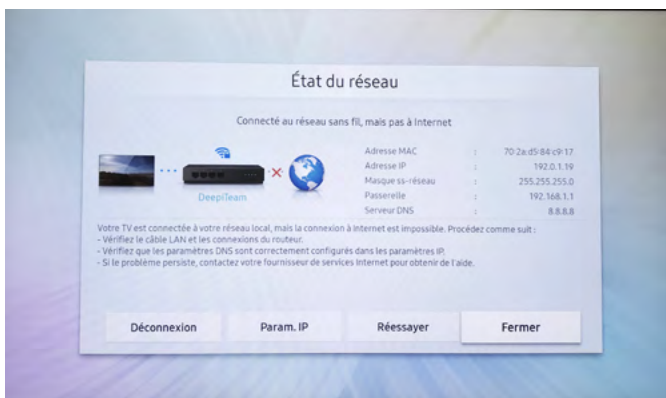 État du réseau
Connecté au réseau sans fil, mais pas à Internet
DeepiTeam
Adresse MAC : 70:2a:d5:84:c9:17
Adresse IP : 192.0.1.19
Masque ss-réseau : 255.255.255.0
Passerelle : 192.168.1.1
Serveur DNS : 8.8.8.8
Votre TV est connectée à votre réseau local, mais la connexion à Internet est impossible. Procédez comme suit :
- Vérifiez le câble LAN et les connexions du routeur.
- Vérifiez que les paramètres DNS sont correctement configurés dans les paramètres IP.
- Si le problème persiste, contactez votre fournisseur de services Internet pour obtenir de l'aide.
Déconnexion Param. IP Réessayer Fermer